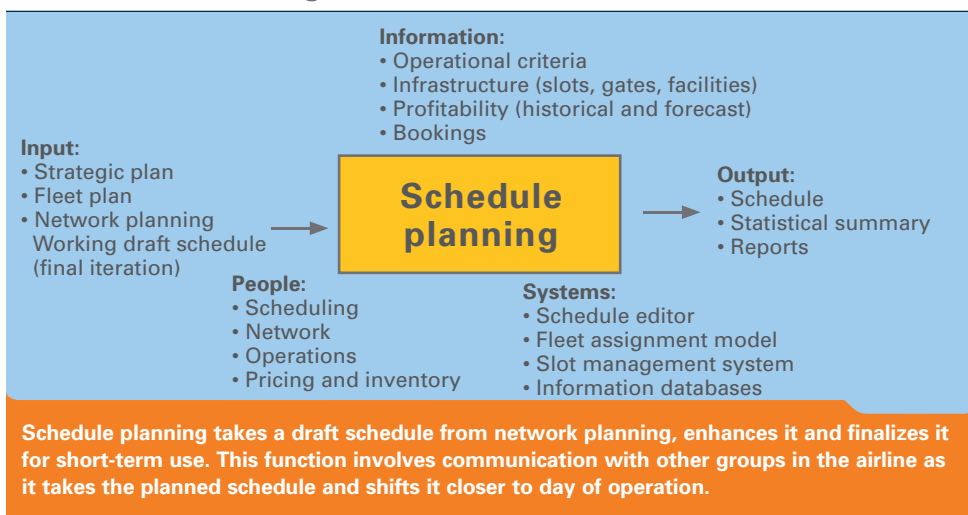 Information:
• Operational criteria
• Infrastructure (slots, gates, facilities)
• Profitability (historical and forecast)
• Bookings
Input:
• Strategic plan
• Fleet plan
• Network planning
Working draft schedule
(final iteration)
Schedule
planning
Output:
• Schedule
• Statistical summary
• Reports
People:
• Scheduling
• Network
• Operations
• Pricing and inventory
Systems:
• Schedule editor
• Fleet assignment model
• Slot management system
• Information databases
Schedule planning takes a draft schedule from network planning, enhances it and finalizes it
for short-term use. This function involves communication with other groups in the airline as
it takes the planned schedule and shifts it closer to day of operation.